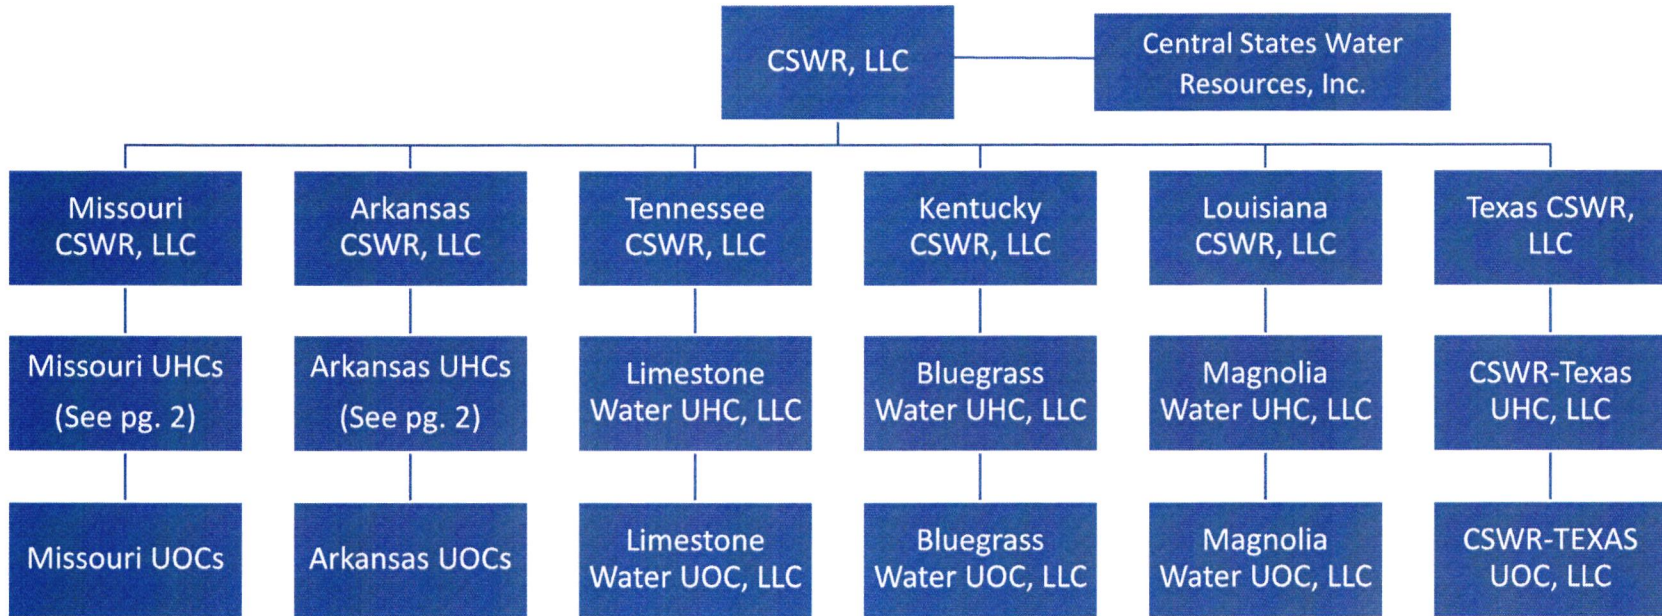 CSWR, LLC
Central States Water
Resources, Inc.
Missouri
CSWR, LLC
Arkansas
CSWR, LLC
Tennessee
CSWR, LLC
Kentucky
CSWR, LLC
Louisiana
CSWR, LLC
Texas CSWR,
LLC
Missouri UHCs
(See pg. 2)
Arkansas UHCs
(See pg. 2)
Limestone
Water UHC, LLC
Bluegrass
Water UHC, LLC
Magnolia
Water UHC, LLC
CSWR-Texas
UHC, LLC
Missouri UOCs
Arkansas UOCs
Limestone
Water UOC, LLC
Bluegrass
Water UOC, LLC
Magnolia
Water UOC, LLC
CSWR-TEXAS
UOC, LLC